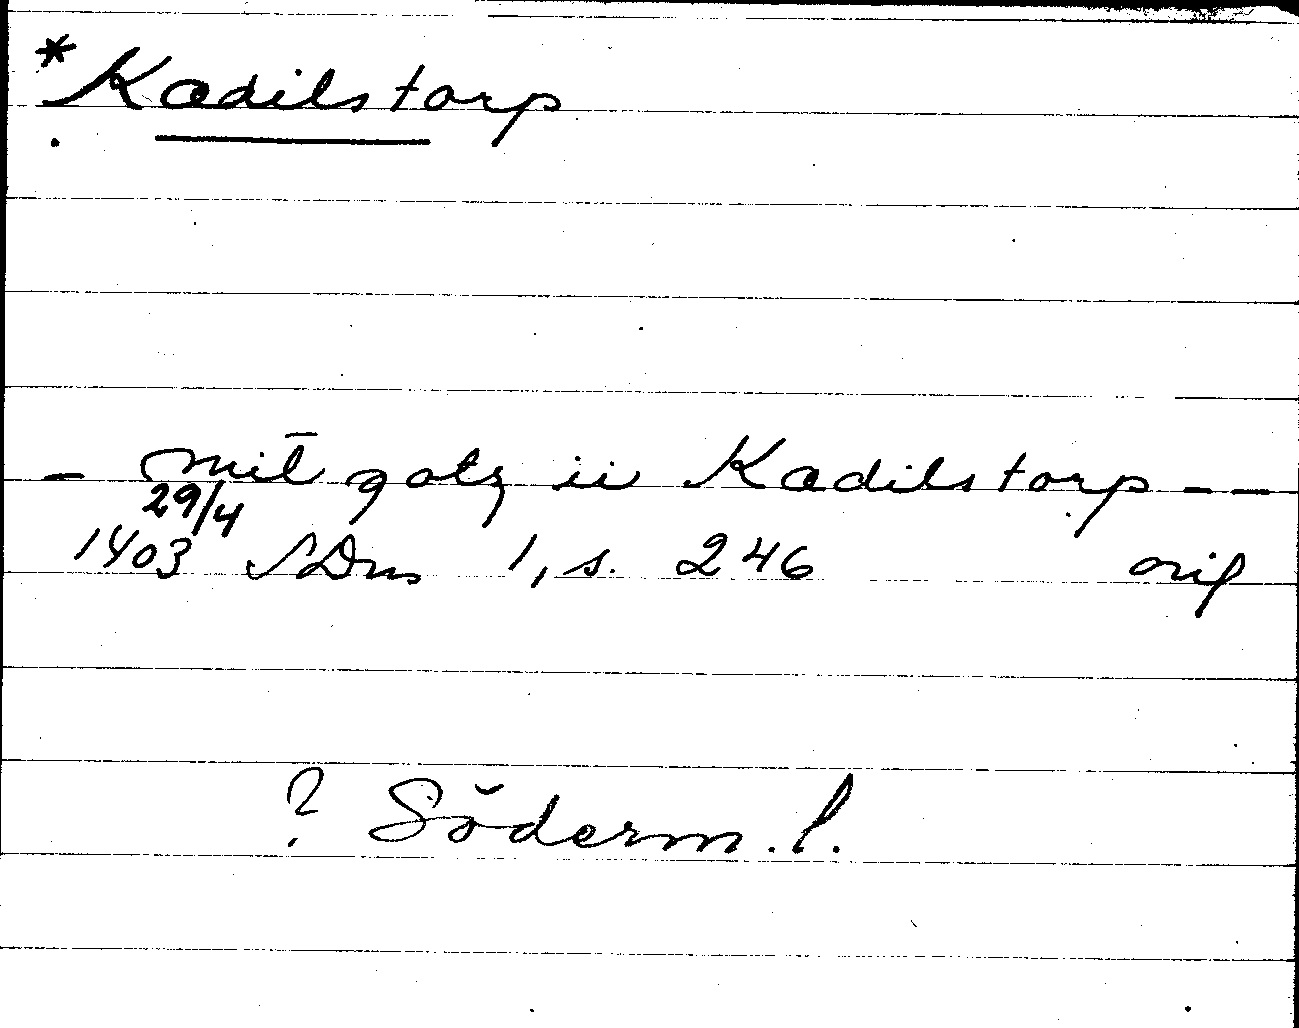 *Kadilstorp
- mit̄ gotz ii Kadilstorp - -
29/4
1403 SDns 1, s. 246 orig
? Söderm. l.